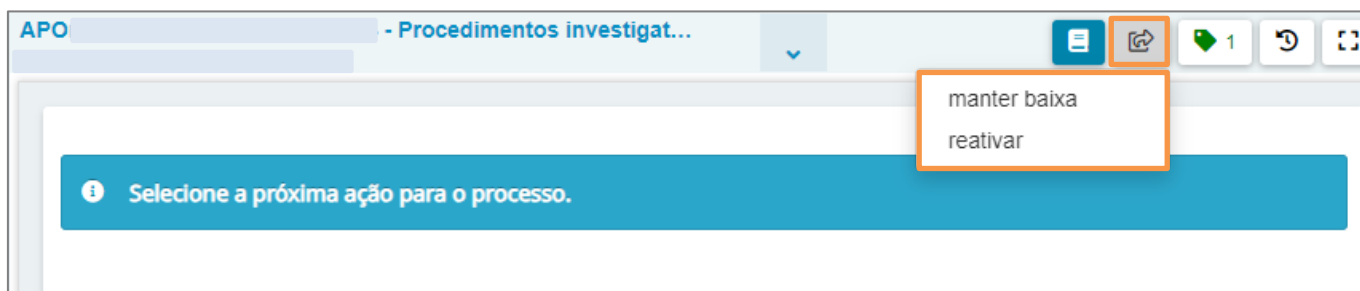 APO - Procedimentos investigat...
1
manter baixa
reativar
Selecione a próxima ação para o processo.